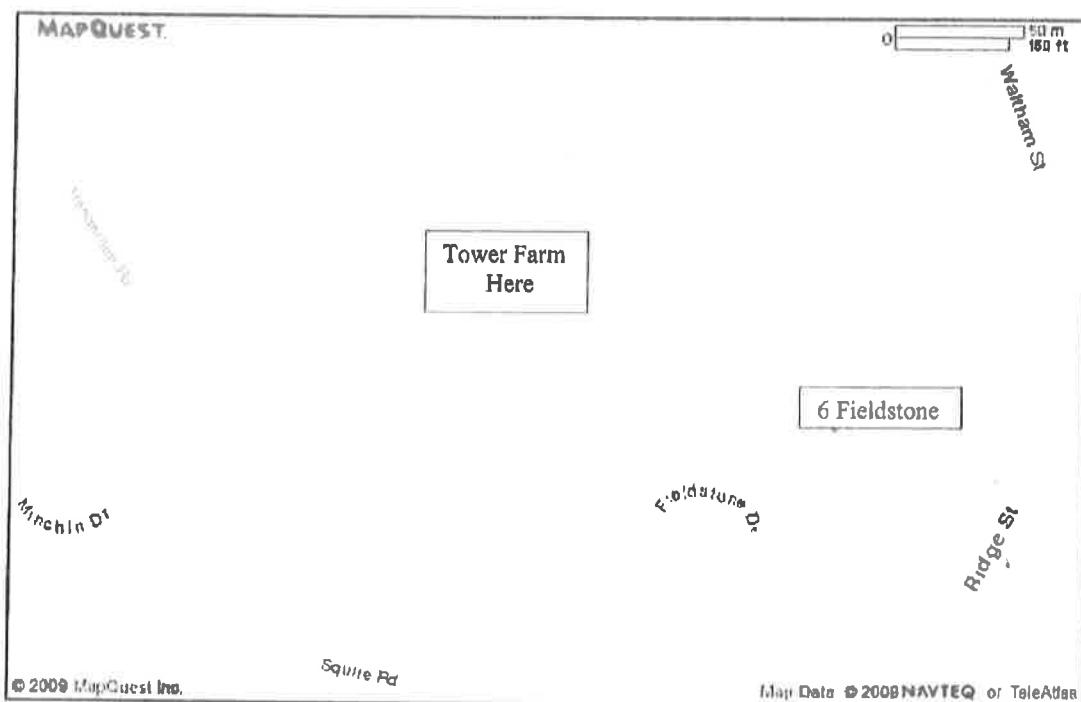 MAPQUEST.
0
50 m
150 ft
Waltham St
Tower Farm
Here
6 Fieldstone
Minchin Dr
Fieldstone Dr
Ridge St
Squire Rd
© 2009 MapQuest Inc.
Map Data © 2009 NAVTEQ or TeleAtlas